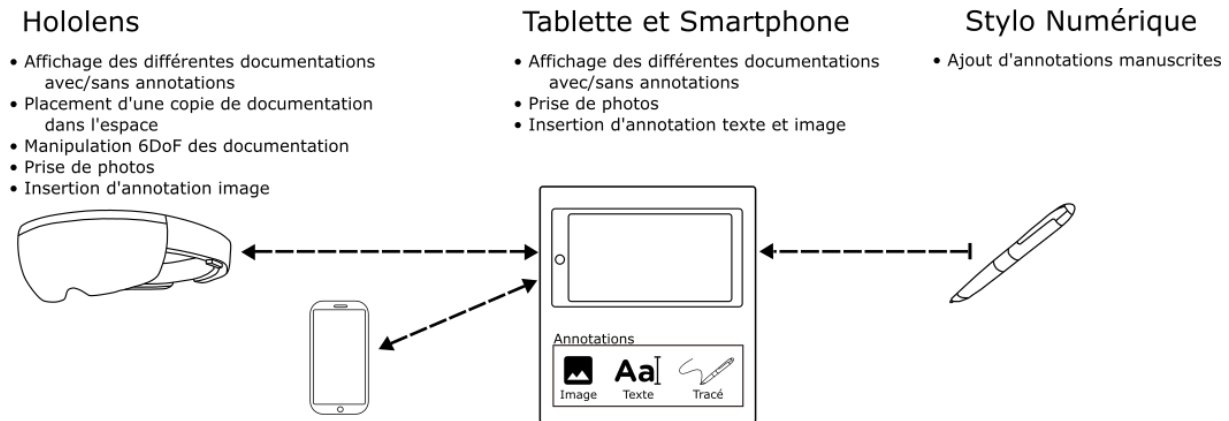 Hololens
• Affichage des différentes documentations
avec/sans annotations
• Placement d'une copie de documentation
dans l'espace
• Manipulation 6DoF des documentation
• Prise de photos
• Insertion d'annotation image
Tablette et Smartphone
• Affichage des différentes documentations
avec/sans annotations
• Prise de photos
• Insertion d'annotation texte et image
Stylo Numérique
• Ajout d'annotations manuscrites
Annotations
Aa
Image Texte Tracé